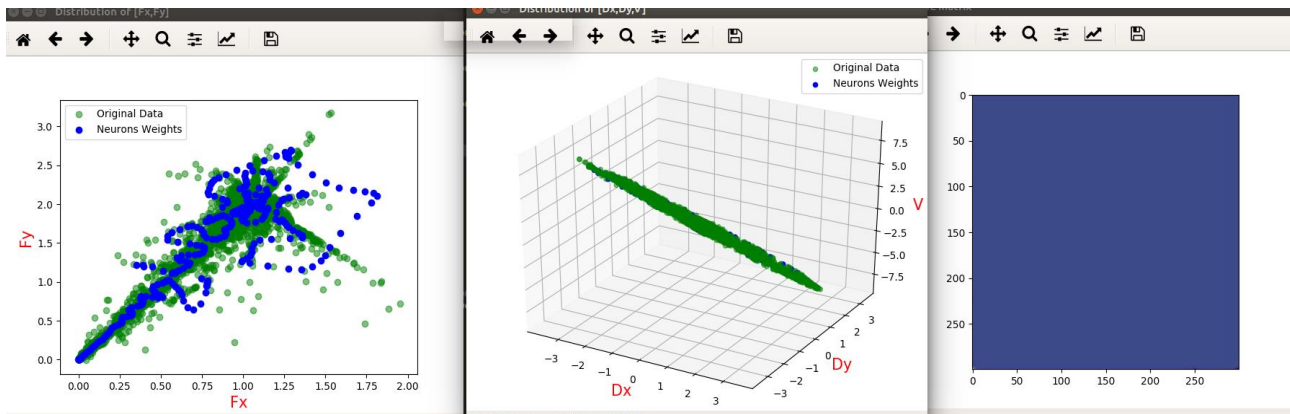 Distribution of [Fx,Fy]
Original Data
Neurons Weights
3.0
2.5
2.0
1.5
1.0
0.5
0.0
Fy
0.00 0.25 0.50 0.75 1.00 1.25 1.50 1.75 2.00
Fx
Distribution of [Dx,Dy,V]
Original Data
Neurons Weights
7.5
5.0
2.5
0.0
−2.5
−5.0
−7.5
V
−3 −2 −1 0 1 2 3
Dx
−3 −2 −1 0 1 2 3
Dy
matrix
0
50
100
150
200
250
0 50 100 150 200 250